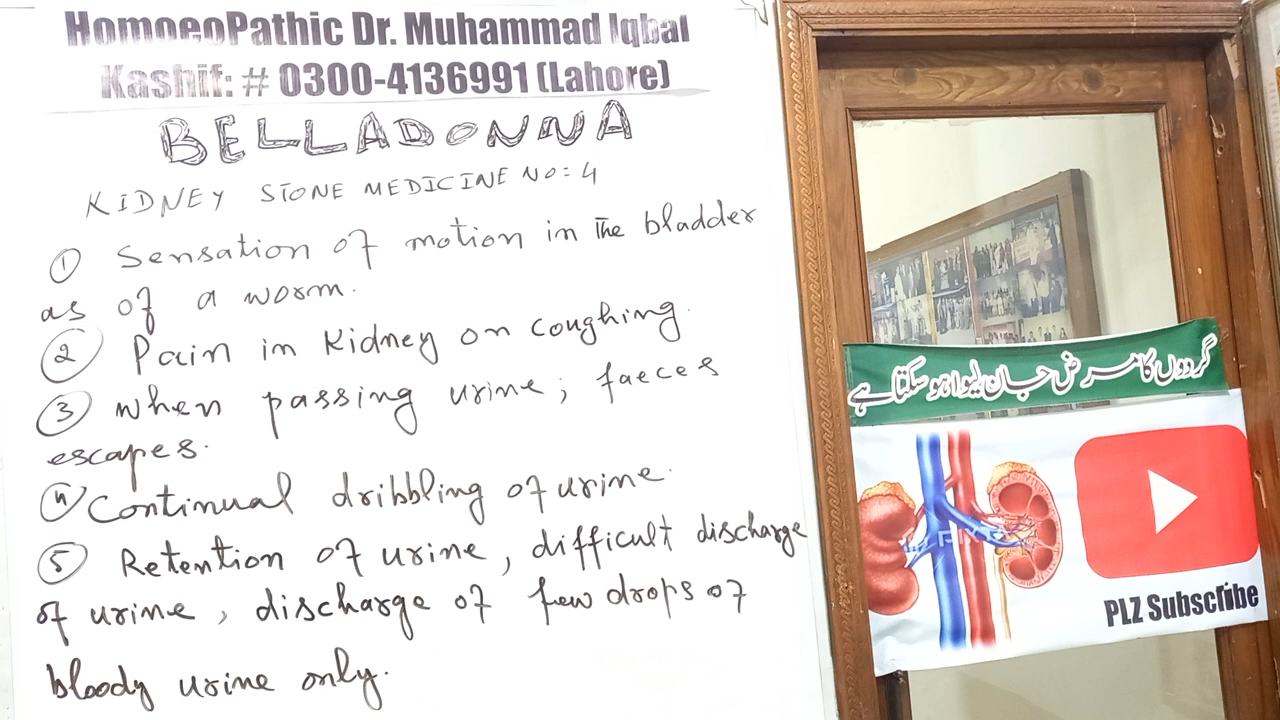 HomoeoPathic Dr. Muhammad Iqbal
Kashif: # 0300-4136991 (Lahore)
BELLADONNA
KIDNEY STONE MEDICINE NO: 4
① Sensation of motion in The bladder
as of a worm.
② Pain in Kidney on coughing.
③ When passing urine; faeces
escapes.
④ Continual dribbling of urine.
⑤ Retention of urine, difficult discharge
of urine, discharge of few drops of
bloody urine only.
گردوں کا مرض جان لیوا ہو سکتا ہے
PLZ Subscribe